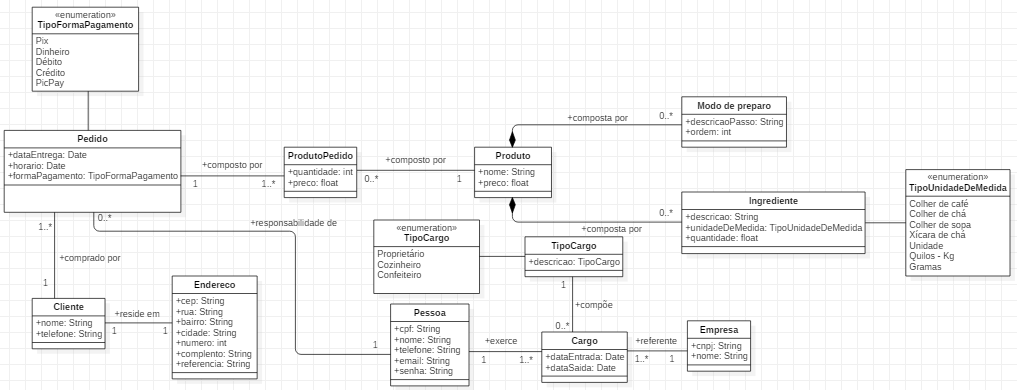 «enumeration»
TipoFormaPagamento
Pix
Dinheiro
Débito
Crédito
PicPay
Pedido
+dataEntrega: Date
+horario: Date
+formaPagamento: TipoFormaPagamento
+composto por
1
1..*
ProdutoPedido
+quantidade: int
+preco: float
+composto por
0..*
1
Produto
+nome: String
+preco: float
+composta por
0..*
Modo de preparo
+descricaoPasso: String
+ordem: int
+composta por
0..*
Ingrediente
+descricao: String
+unidadeDeMedida: TipoUnidadeDeMedida
+quantidade: float
«enumeration»
TipoUnidadeDeMedida
Colher de café
Colher de chá
Colher de sopa
Xícara de chá
Unidade
Quilos - Kg
Gramas
1..*
+comprado por
1
0..*
+responsabilidade de
1
«enumeration»
TipoCargo
Proprietário
Cozinheiro
Confeiteiro
TipoCargo
+descricao: TipoCargo
1
+compõe
0..*
Cliente
+nome: String
+telefone: String
+reside em
1
1
Endereco
+cep: String
+rua: String
+bairro: String
+cidade: String
+numero: int
+complento: String
+referencia: String
Pessoa
+cpf: String
+nome: String
+telefone: String
+email: String
+senha: String
+exerce
1
1..*
Cargo
+dataEntrada: Date
+dataSaida: Date
+referente
1..*
1
Empresa
+cnpj: String
+nome: String